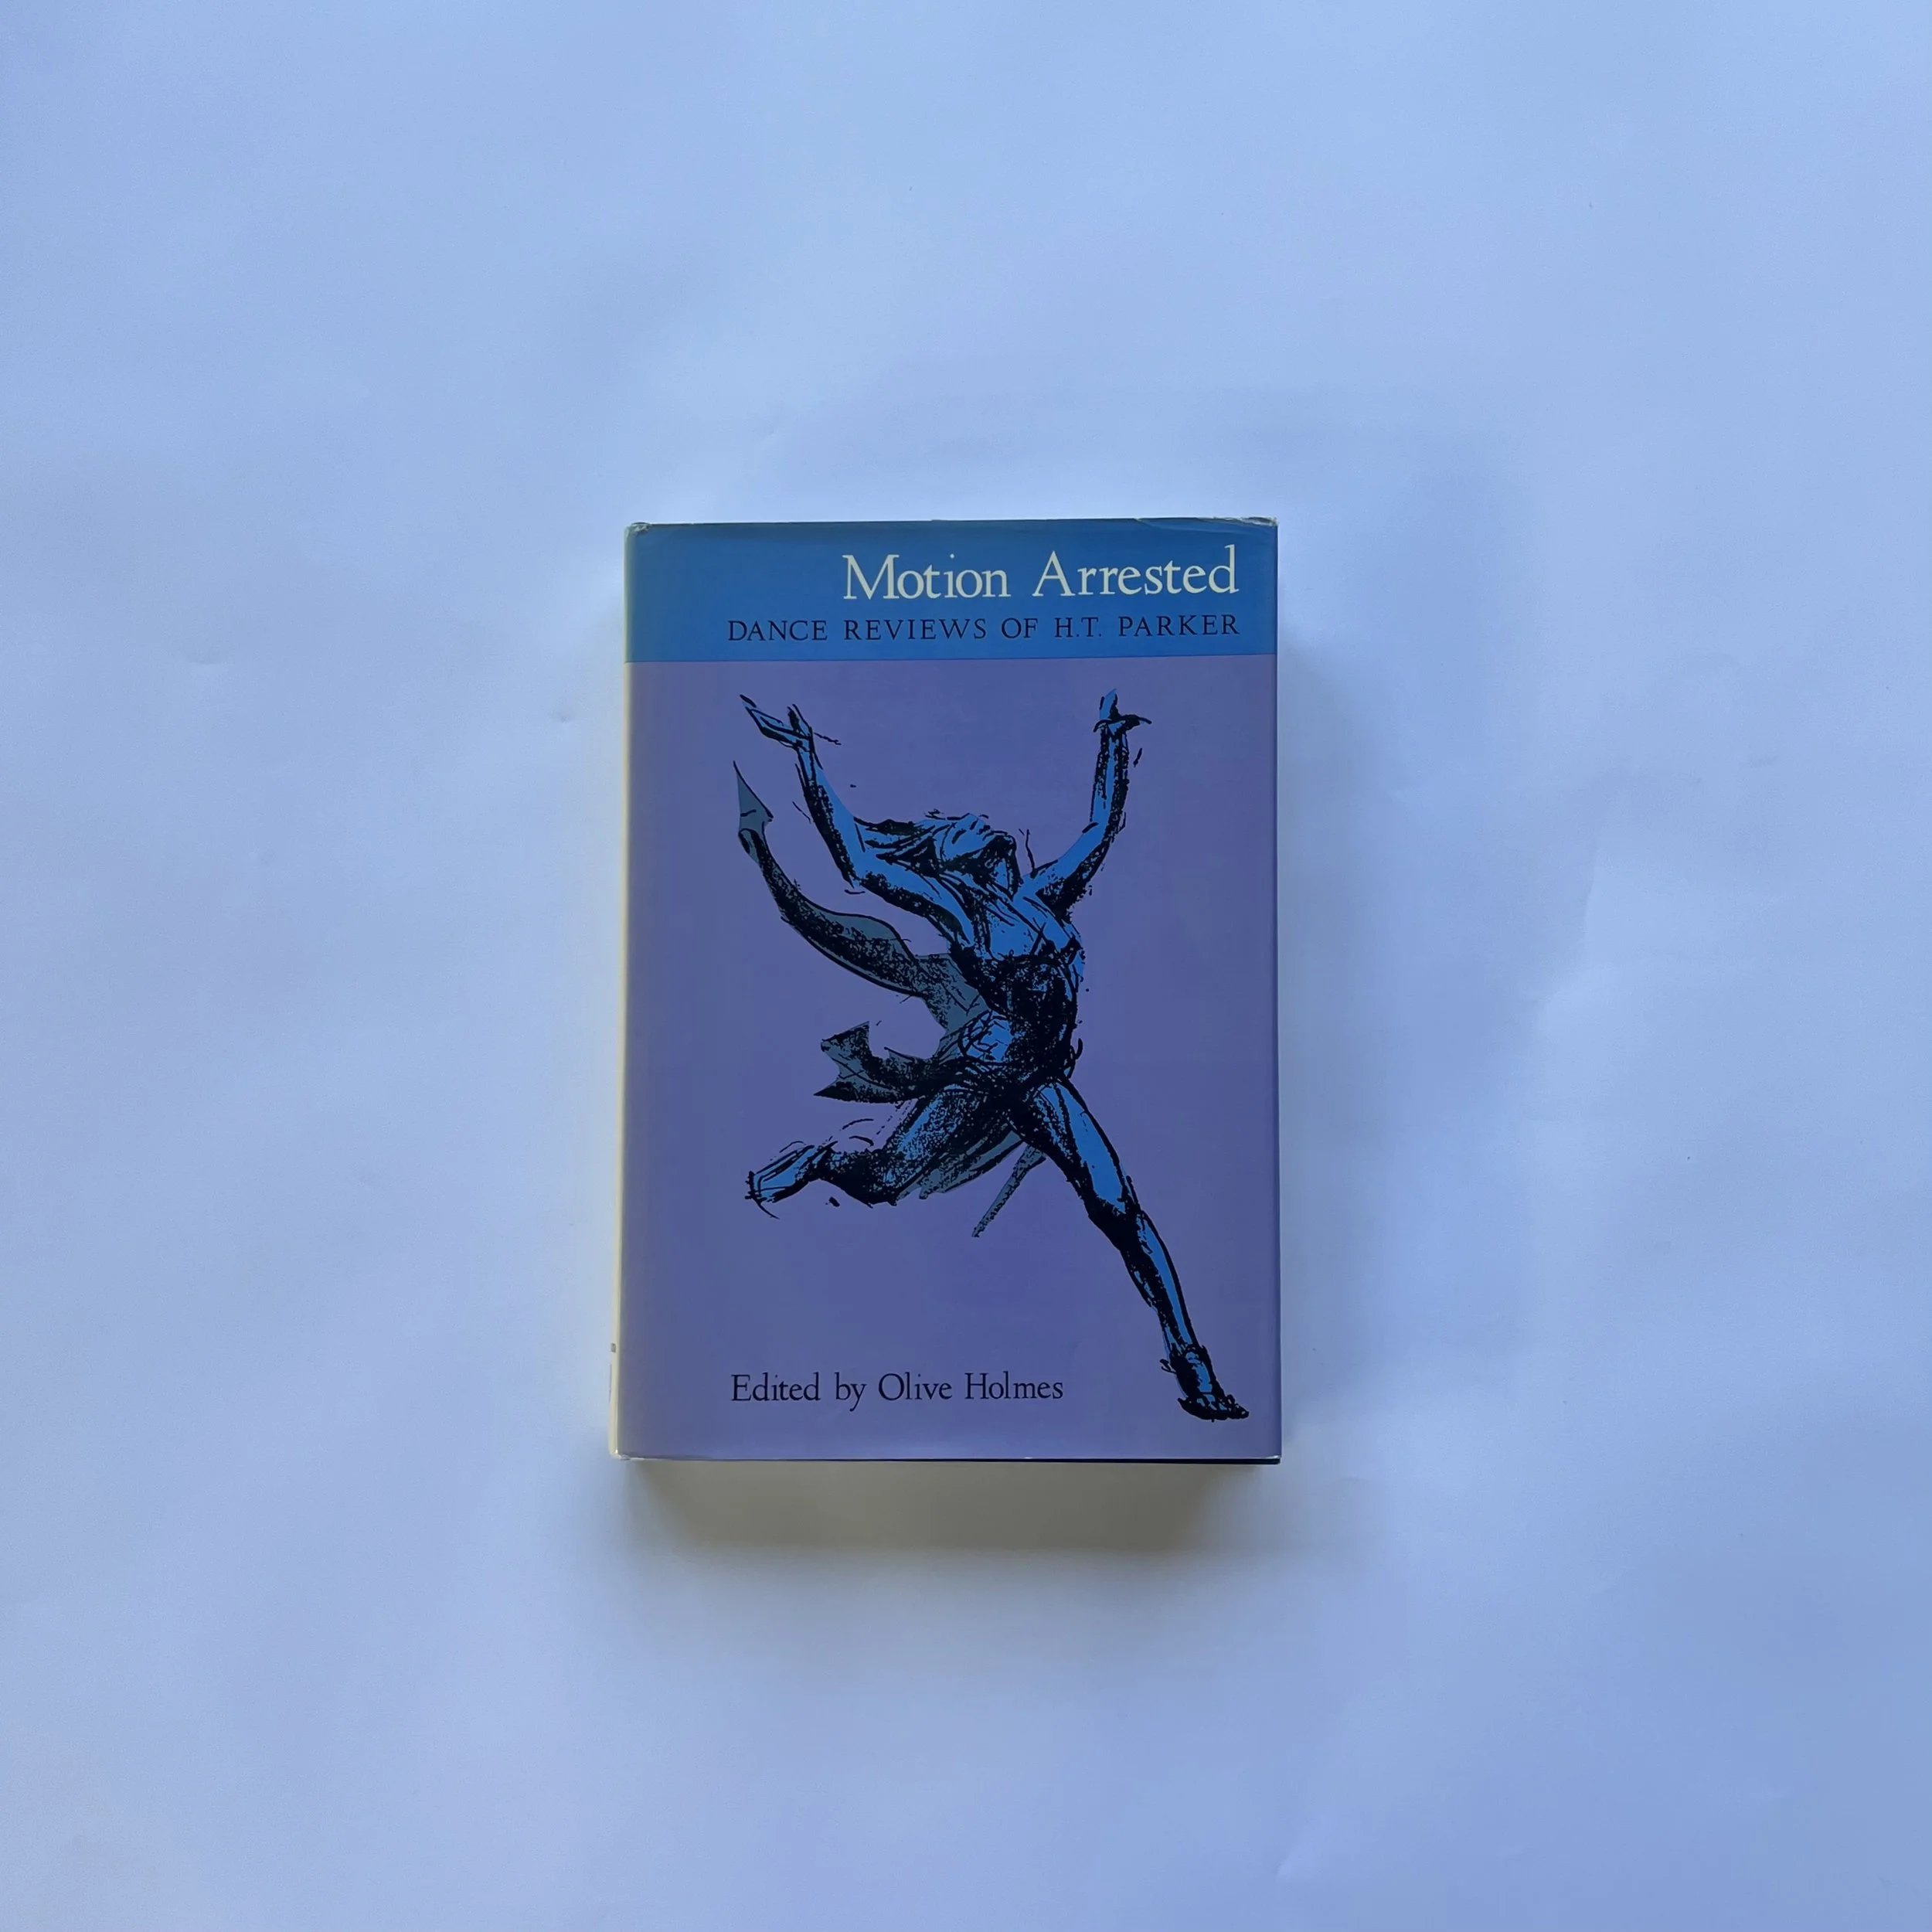 Motion Arrested
DANCE REVIEWS OF H.T. PARKER
Edited by Olive Holmes